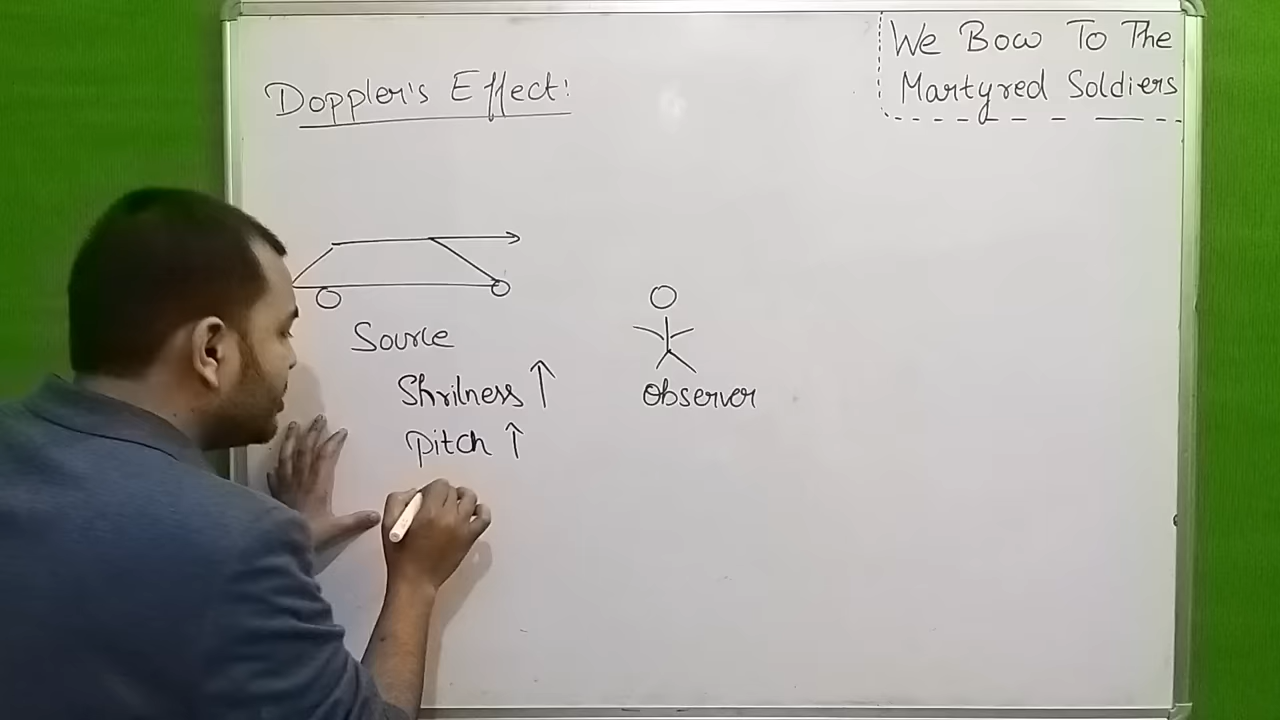 We Bow To The
Martyred Soldiers
Doppler's Effect:
Source
Shrilness ↑
Observer
pitch ↑